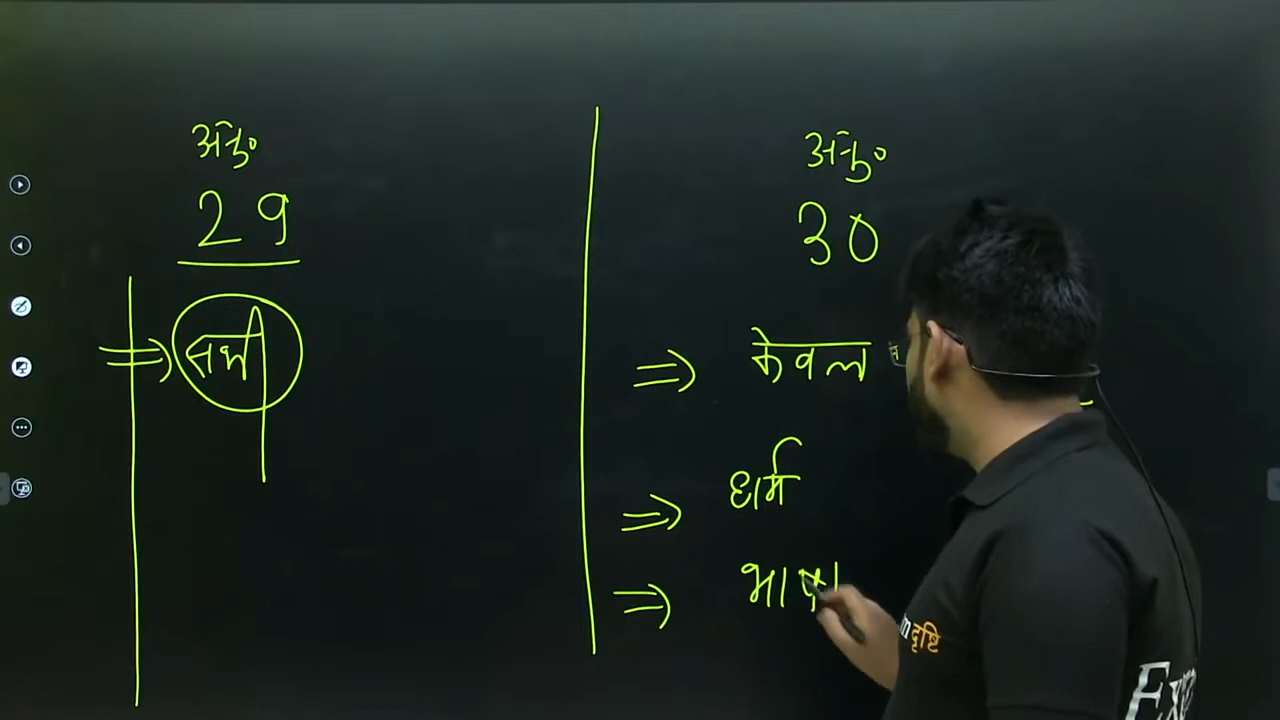 अनु०
29
सभी
अनु०
30
केवल
धर्म
भाषा
दृष्टि